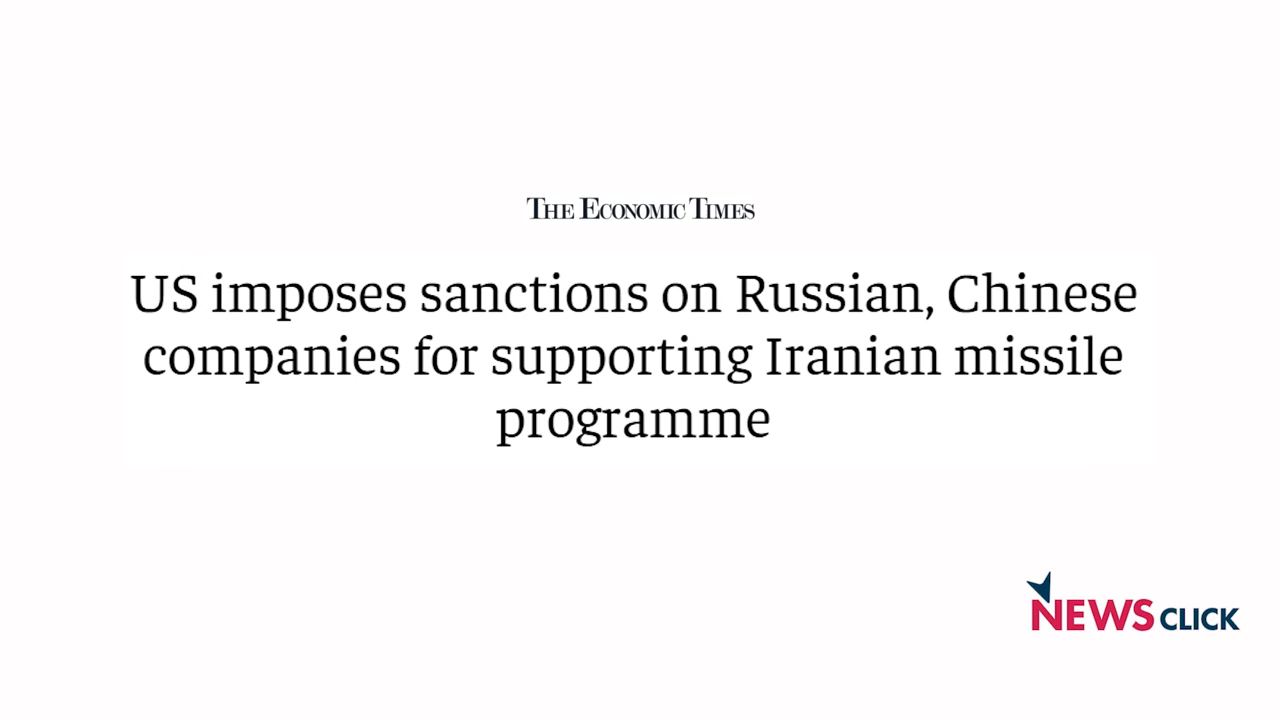 THE ECONOMIC TIMES
US imposes sanctions on Russian, Chinese
companies for supporting Iranian missile
programme
NEWS CLICK